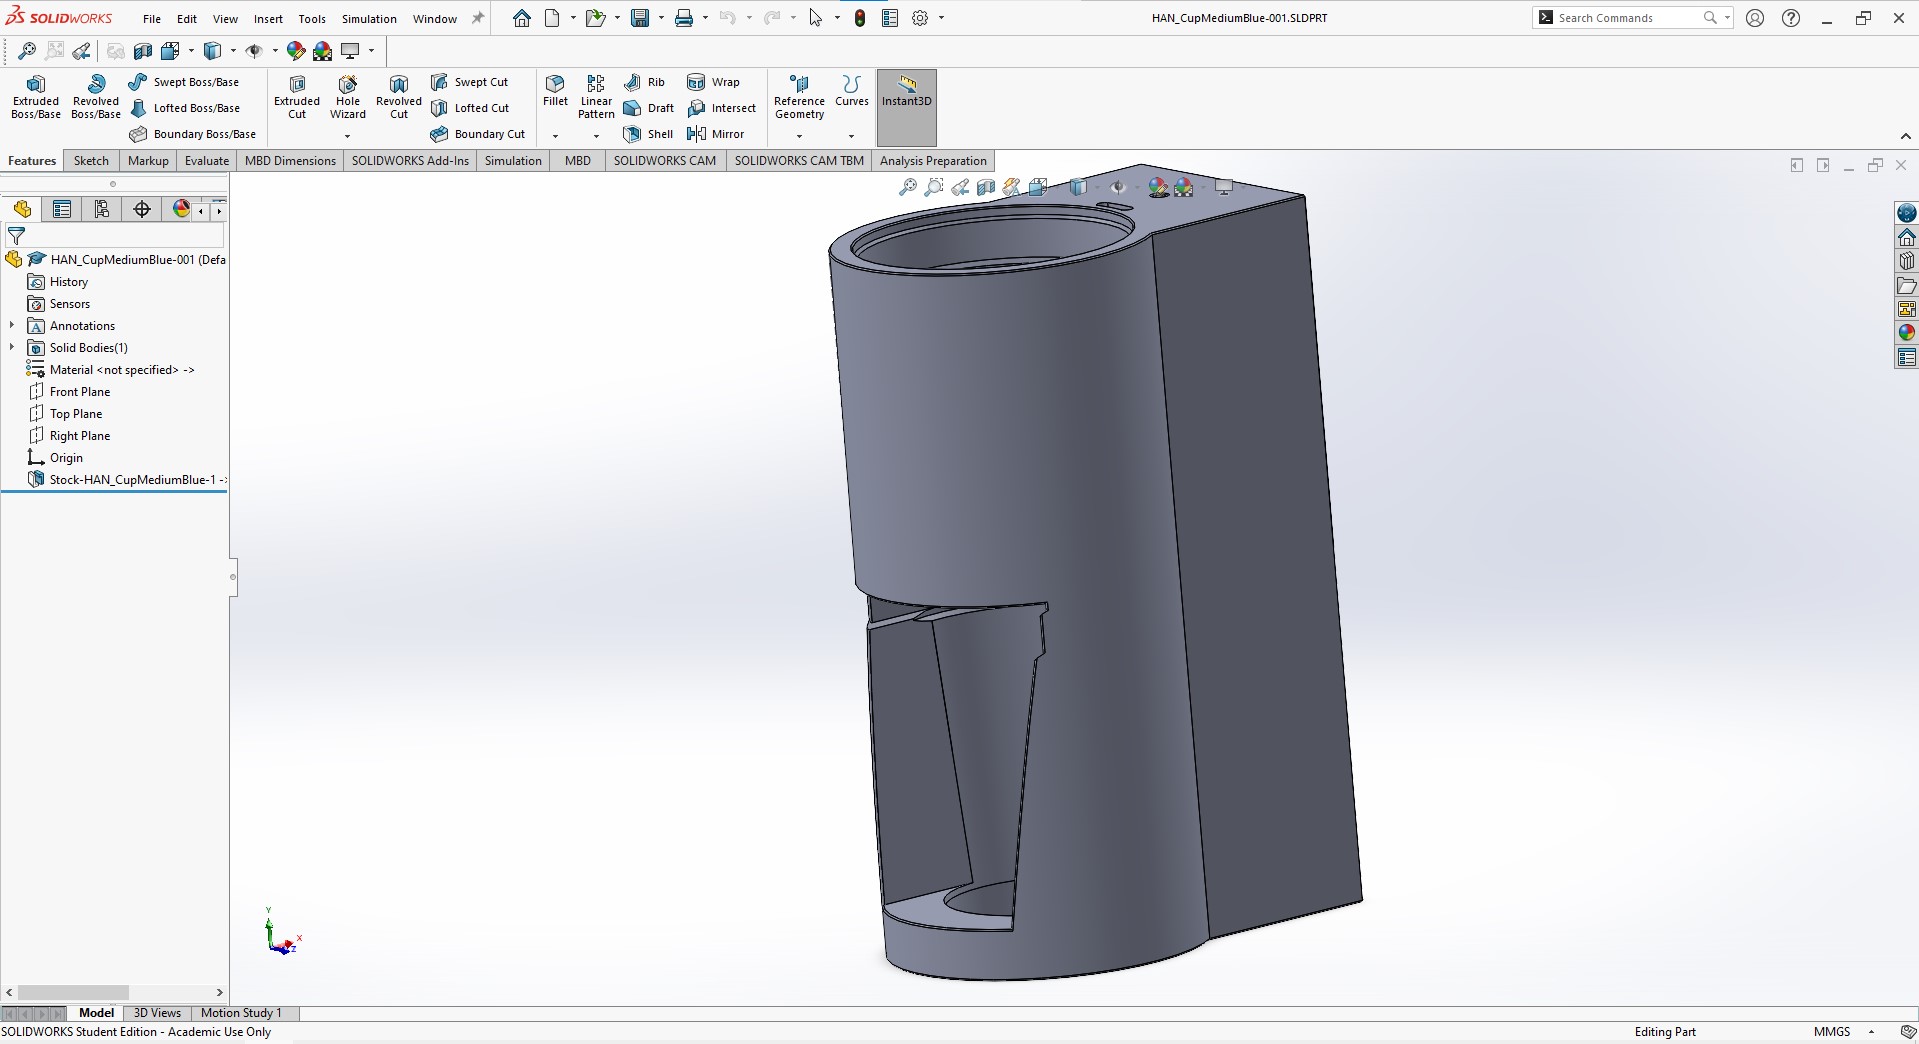 SOLIDWORKS File Edit View Insert Tools Simulation Window HAN_CupMediumBlue-001.SLDPRT Search Commands
Extruded Boss/Base
Revolved Boss/Base
Swept Boss/Base
Lofted Boss/Base
Boundary Boss/Base
Extruded Cut
Hole Wizard
Revolved Cut
Swept Cut
Lofted Cut
Boundary Cut
Fillet
Linear Pattern
Rib
Draft
Shell
Wrap
Intersect
Mirror
Reference Geometry
Curves
Instant3D
Features Sketch Markup Evaluate MBD Dimensions SOLIDWORKS Add-Ins Simulation MBD SOLIDWORKS CAM SOLIDWORKS CAM TBM Analysis Preparation
HAN_CupMediumBlue-001 (Defa
History
Sensors
Annotations
Solid Bodies(1)
Material <not specified> ->
Front Plane
Top Plane
Right Plane
Origin
Stock-HAN_CupMediumBlue-1 ->
Y
X
Z
Model 3D Views Motion Study 1
SOLIDWORKS Student Edition - Academic Use Only Editing Part MMGS